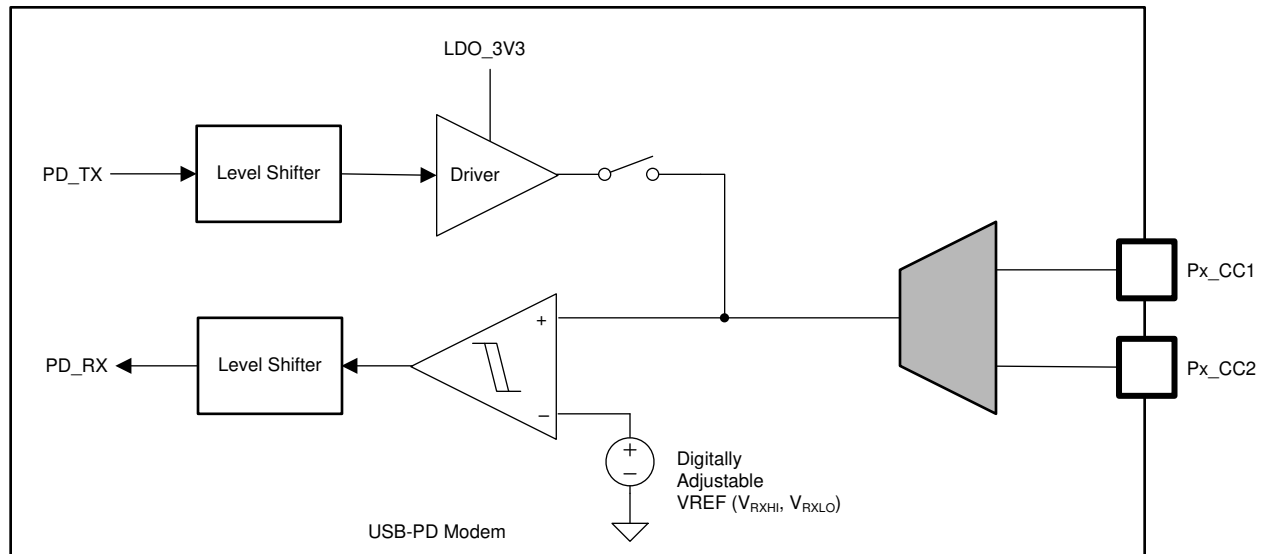 LDO_3V3
PD_TX
Level Shifter
Driver
Px_CC1
+
PD_RX
Level Shifter
Px_CC2
−
+
−
Digitally
Adjustable
VREF (VRXHI, VRXLO)
USB-PD Modem